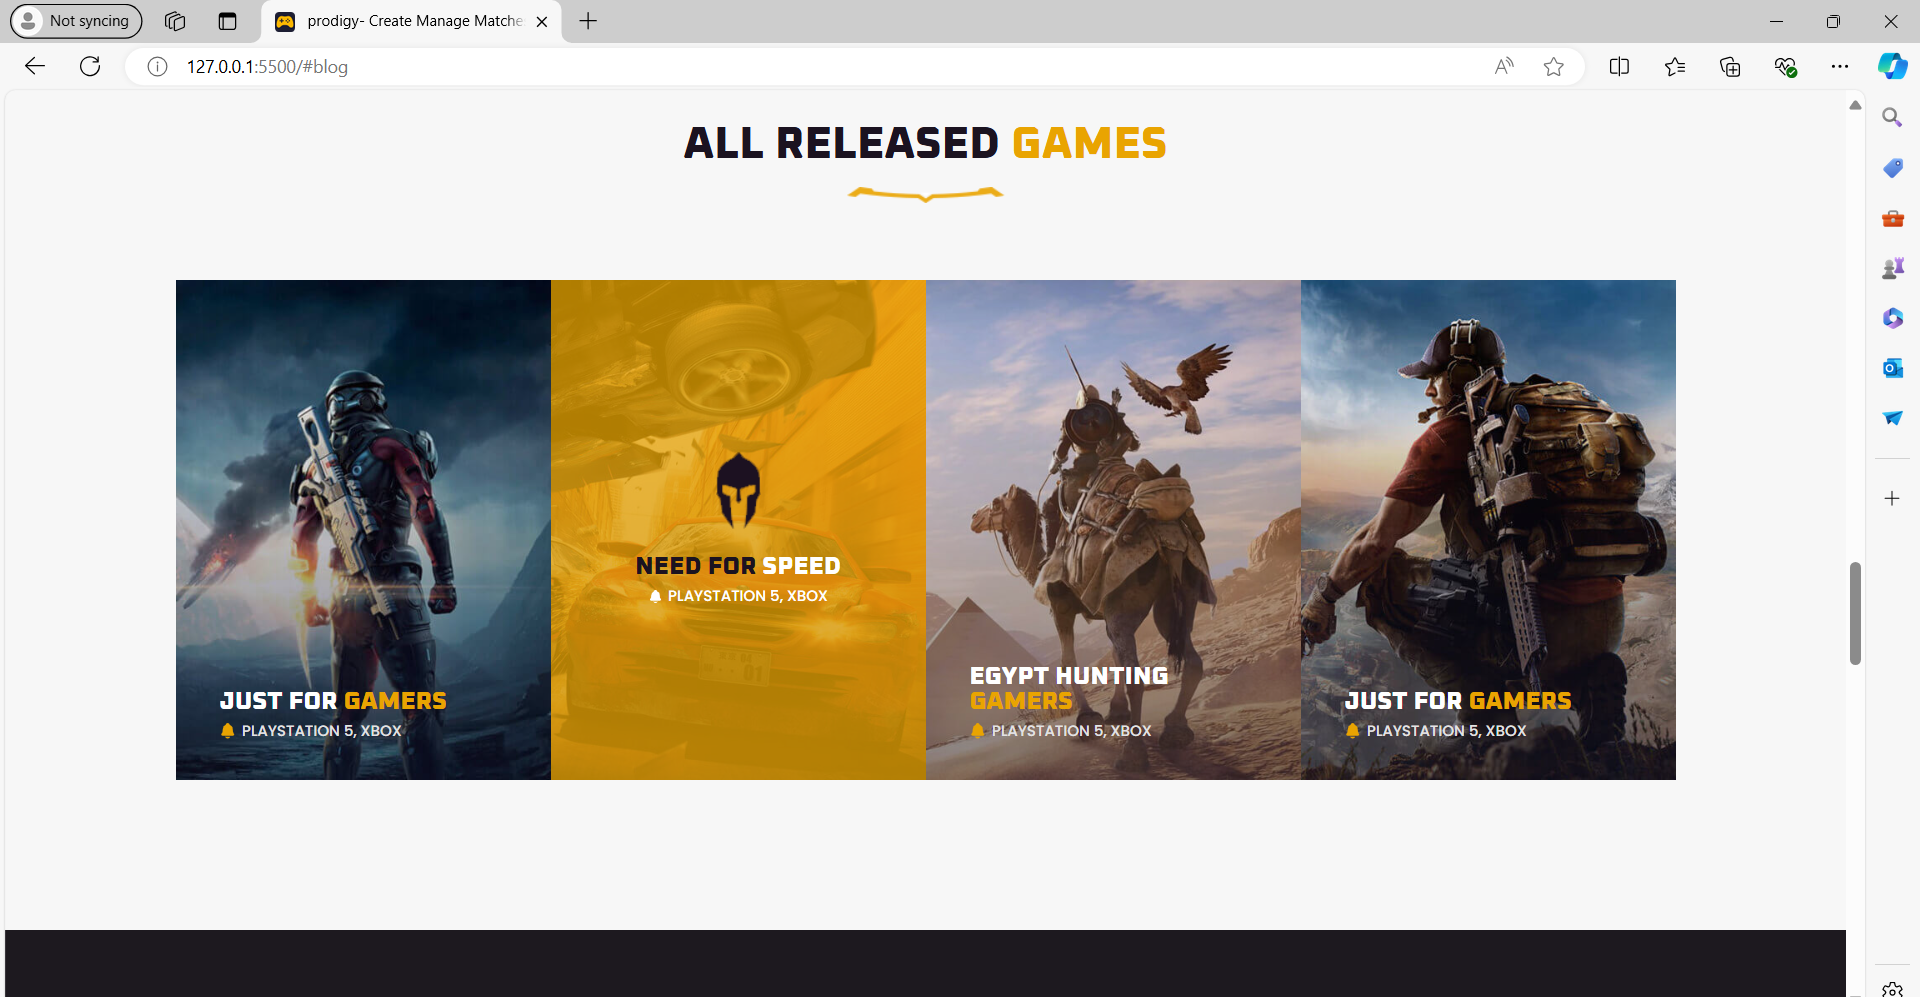 Not syncing
prodigy- Create Manage Matche
127.0.0.1:5500/#blog
ALL RELEASED GAMES
JUST FOR GAMERS
PLAYSTATION 5, XBOX
NEED FOR SPEED
PLAYSTATION 5, XBOX
EGYPT HUNTING
GAMERS
PLAYSTATION 5, XBOX
JUST FOR GAMERS
PLAYSTATION 5, XBOX